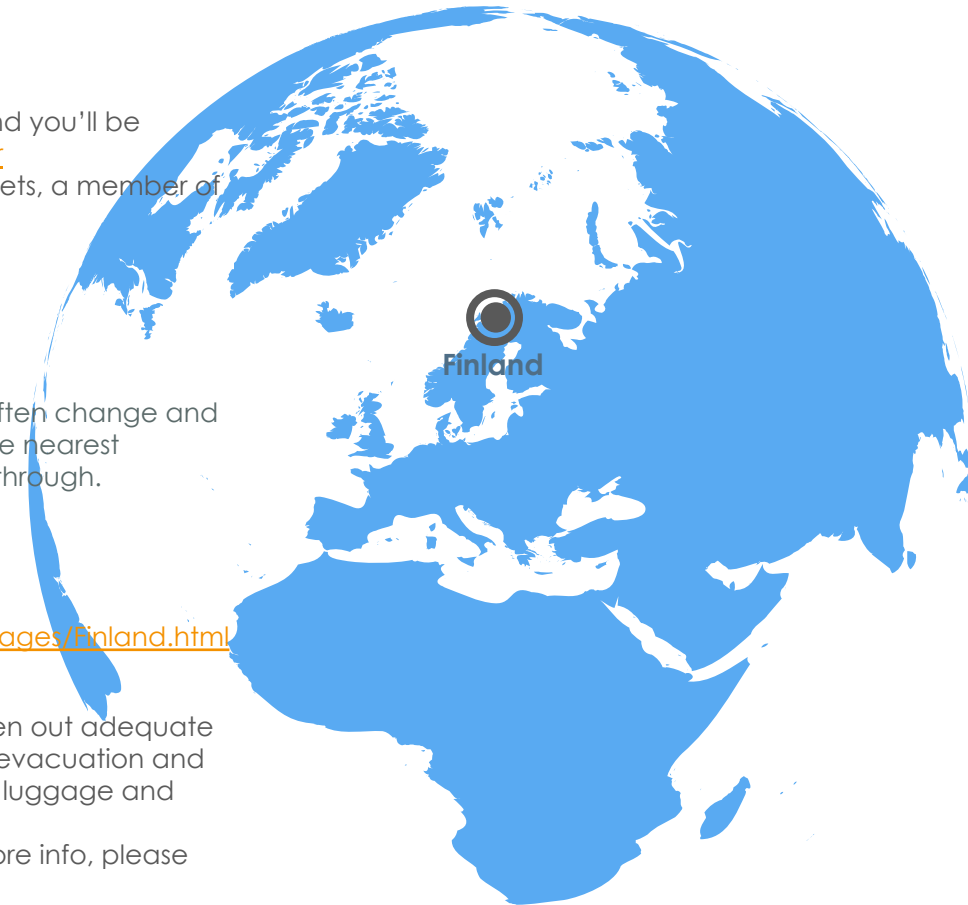 nd you'll be
ets, a member of
Finland
ften change and
e nearest
through.
ages/Finland.html
en out adequate
evacuation and
luggage and
ore info, please